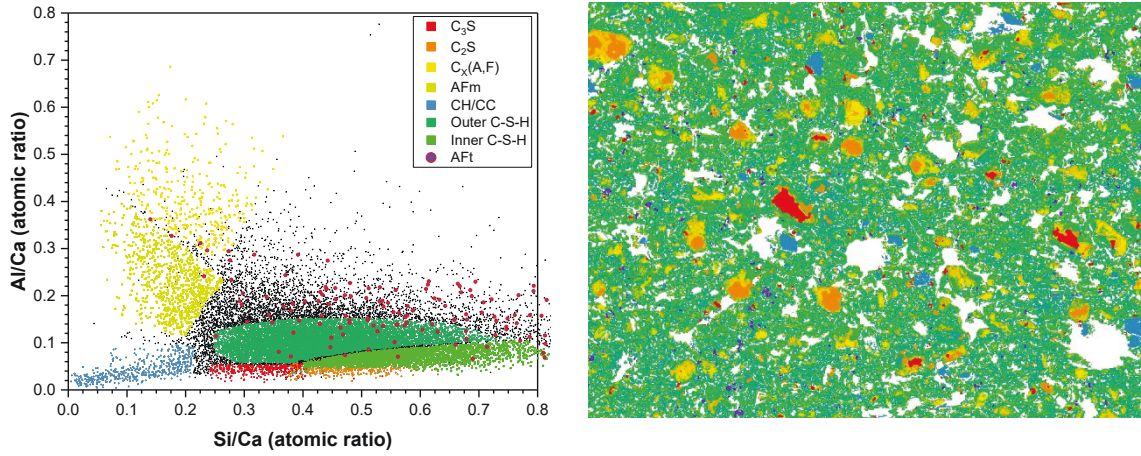 Al/Ca (atomic ratio)
0.8
0.7
0.6
0.5
0.4
0.3
0.2
0.1
0.0
C₃S
C₂S
Cₓ(A,F)
AFm
CH/CC
Outer C-S-H
Inner C-S-H
AFt
0.0 0.1 0.2 0.3 0.4 0.5 0.6 0.7 0.8
Si/Ca (atomic ratio)